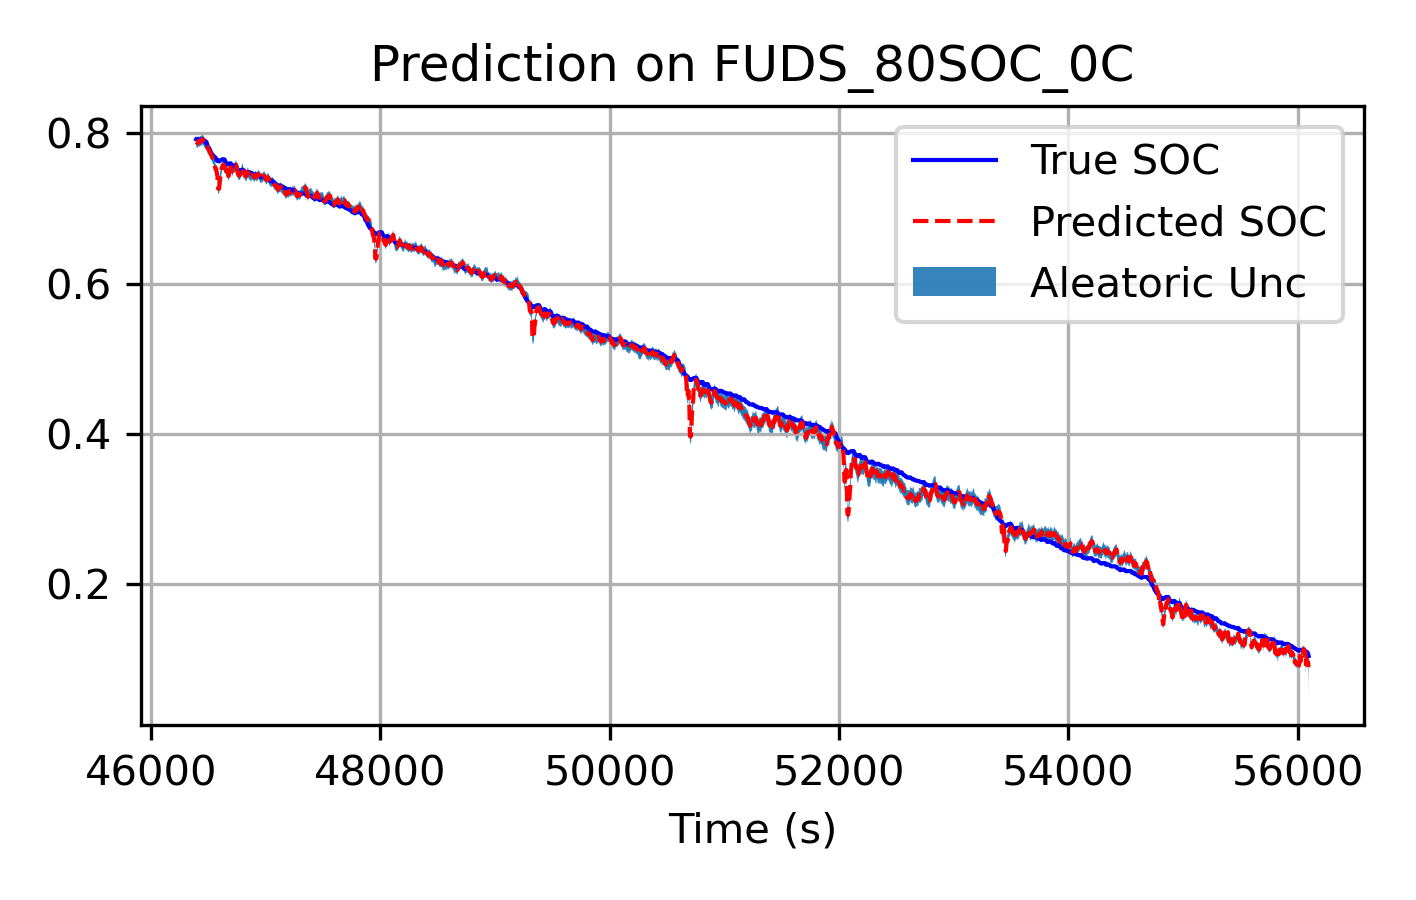 Prediction on FUDS_80SOC_0C
0.8
0.6
0.4
0.2
True SOC
Predicted SOC
Aleatoric Unc
46000 48000 50000 52000 54000 56000
Time (s)